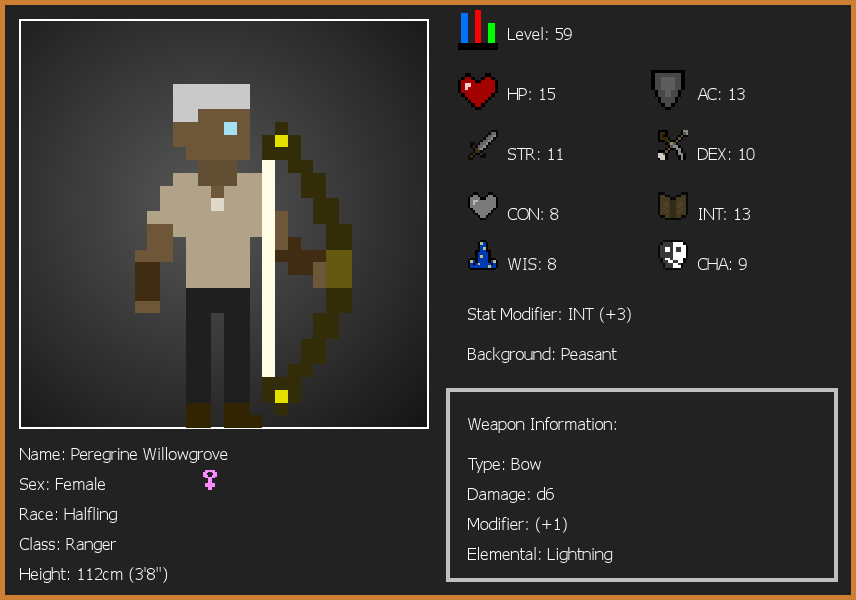 Level: 59
HP: 15
AC: 13
STR: 11
DEX: 10
CON: 8
INT: 13
WIS: 8
CHA: 9
Stat Modifier: INT (+3)
Background: Peasant
Weapon Information:
Type: Bow
Damage: d6
Modifier: (+1)
Elemental: Lightning
Name: Peregrine Willowgrove
Sex: Female
Race: Halfling
Class: Ranger
Height: 112cm (3'8")